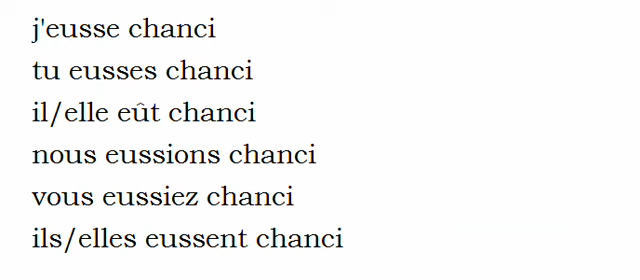 j'eusse chanci
tu eusses chanci
il/elle eût chanci
nous eussions chanci
vous eussiez chanci
ils/elles eussent chanci